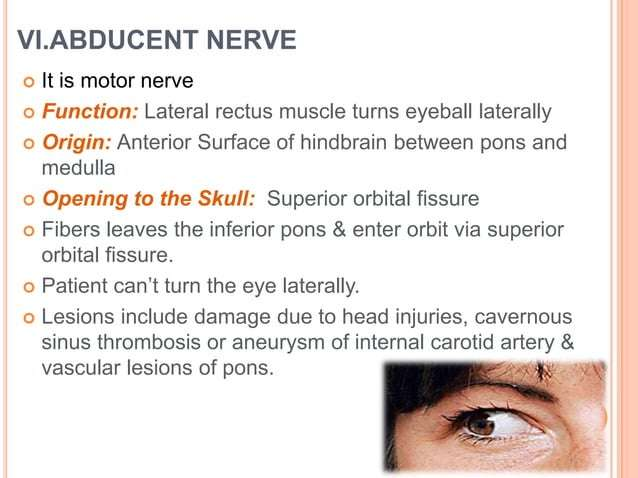 VI.ABDUCENT NERVE
It is motor nerve
Function: Lateral rectus muscle turns eyeball laterally
Origin: Anterior Surface of hindbrain between pons and
medulla
Opening to the Skull: Superior orbital fissure
Fibers leaves the inferior pons & enter orbit via superior
orbital fissure.
Patient can’t turn the eye laterally.
Lesions include damage due to head injuries, cavernous
sinus thrombosis or aneurysm of internal carotid artery &
vascular lesions of pons.